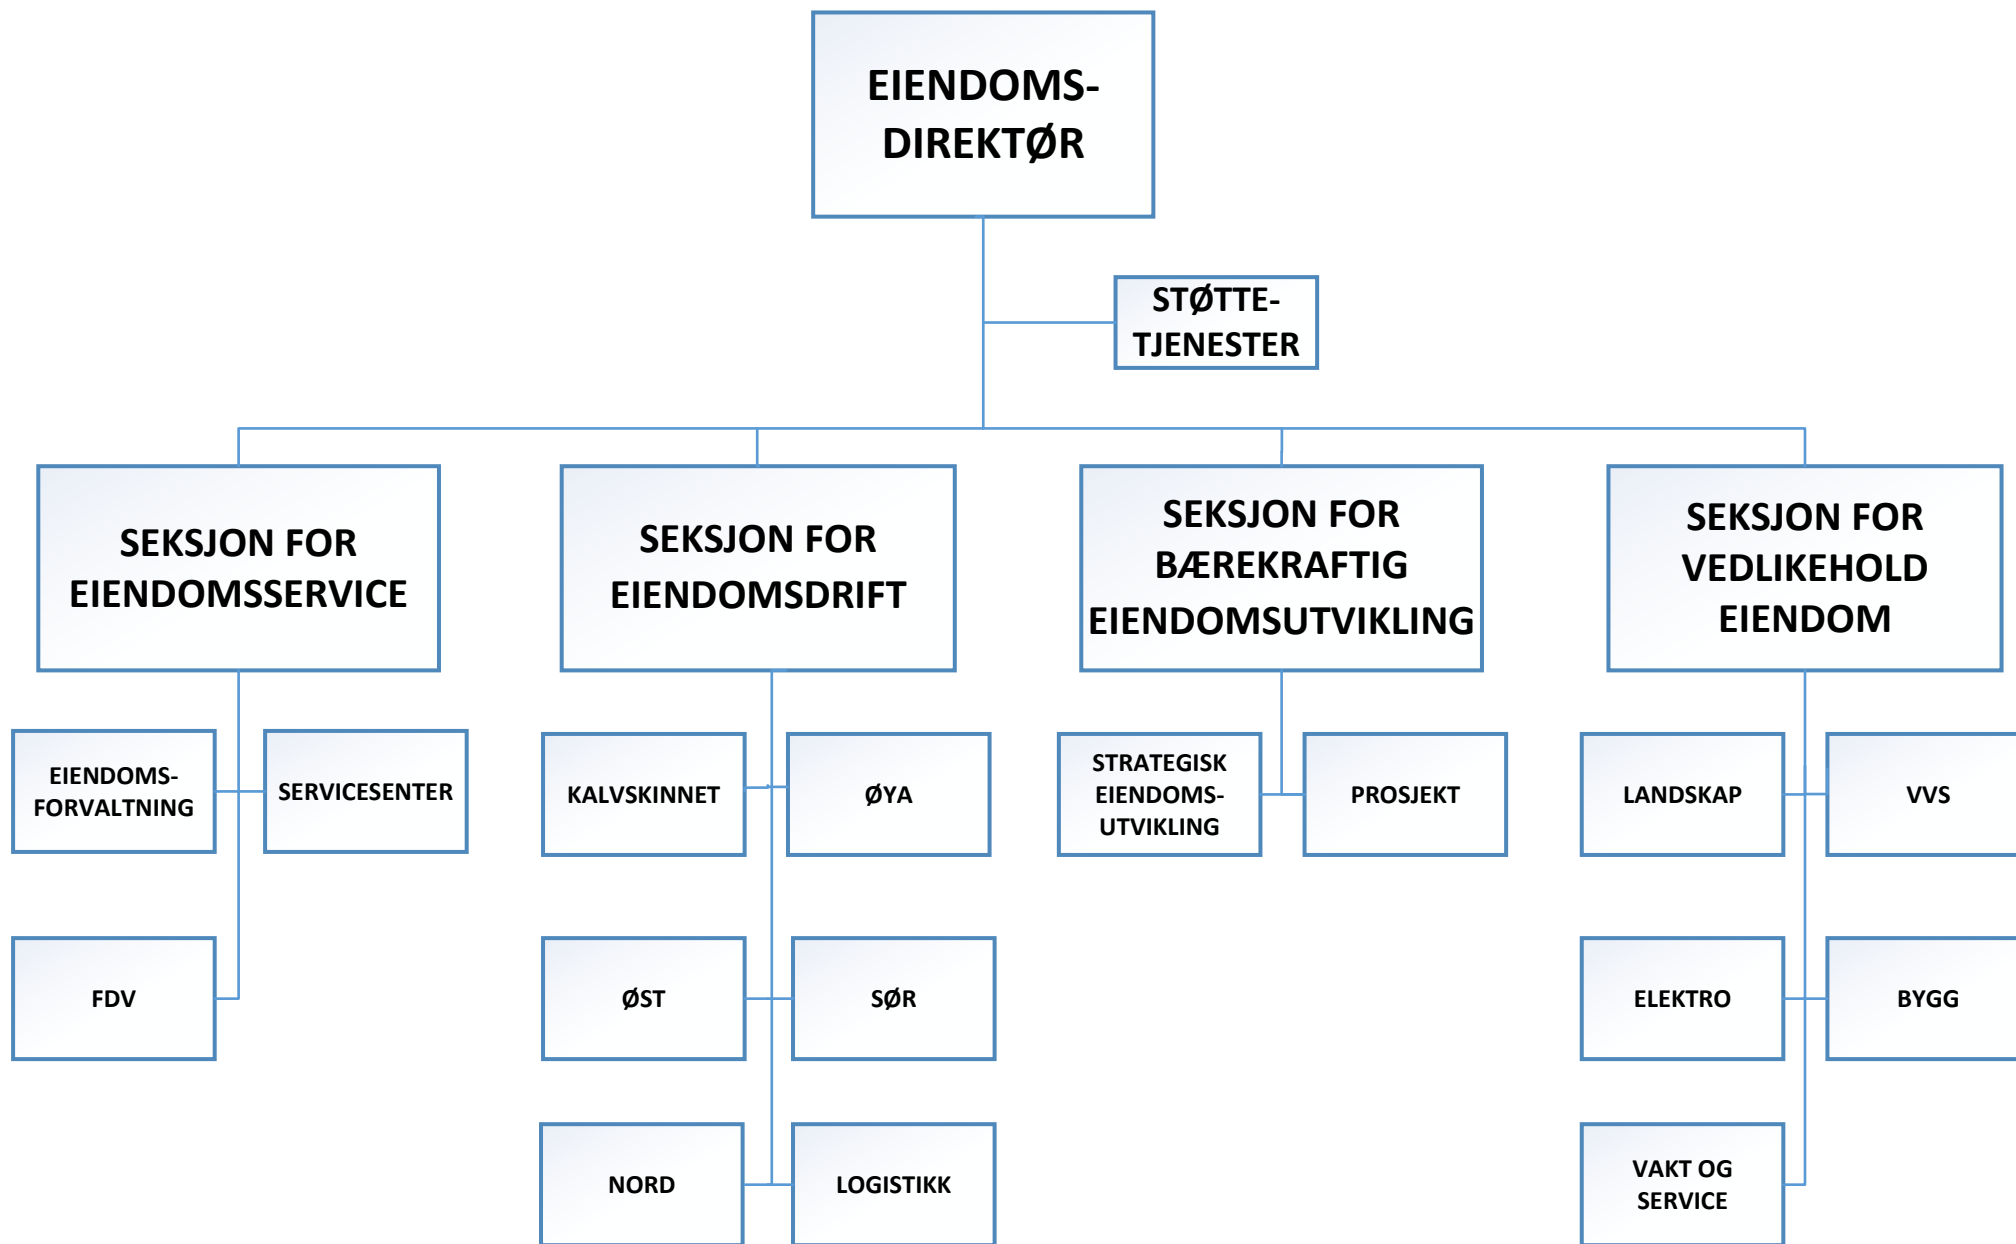 EIENDOMS-
DIREKTØR
STØTTE-
TJENESTER
SEKSJON FOR
EIENDOMSSERVICE
SEKSJON FOR
EIENDOMSDRIFT
SEKSJON FOR
BÆREKRAFTIG
EIENDOMSUTVIKLING
SEKSJON FOR
VEDLIKEHOLD
EIENDOM
EIENDOMS-
FORVALTNING
SERVICESENTER
KALVSKINNET
ØYA
STRATEGISK
EIENDOMS-
UTVIKLING
PROSJEKT
LANDSKAP
VVS
FDV
ØST
SØR
ELEKTRO
BYGG
NORD
LOGISTIKK
VAKT OG
SERVICE